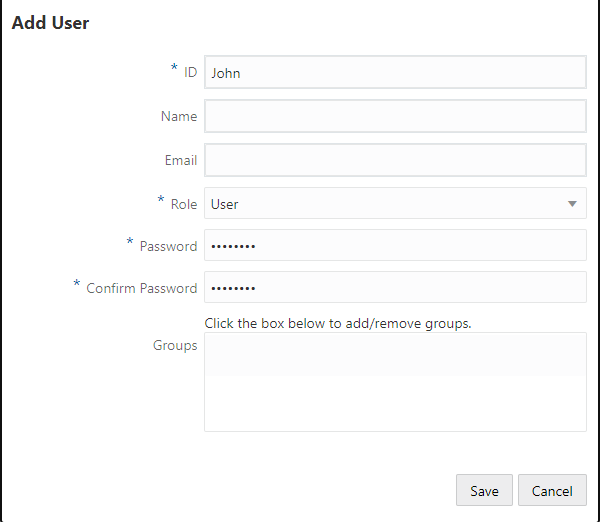 Add User
* ID John
Name
Email
* Role User
* Password ••••••••
* Confirm Password ••••••••
Click the box below to add/remove groups.
Groups
Save Cancel